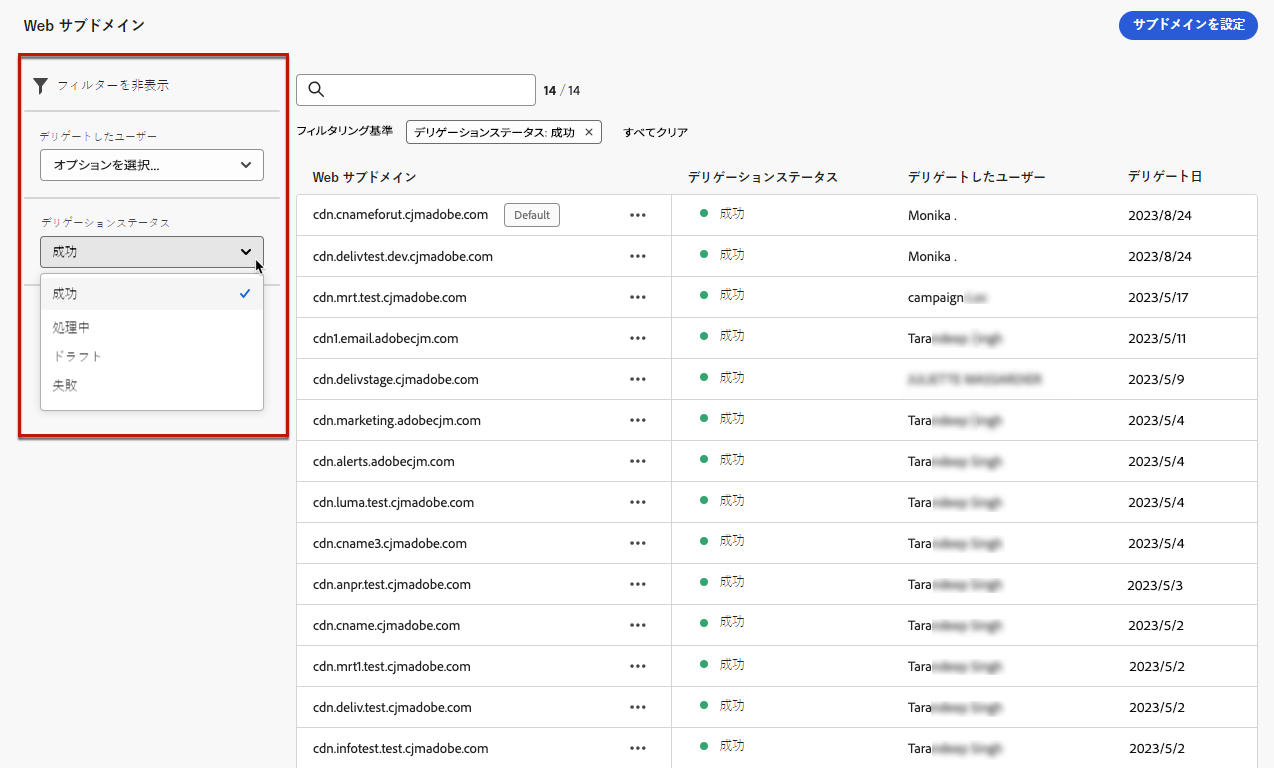 Web サブドメイン
サブドメインを設定
フィルターを非表示
デリゲートしたユーザー
オプションを選択...
デリゲーションステータス
成功
成功
処理中
ドラフト
失敗
14 / 14
フィルタリング基準 デリゲーションステータス: 成功 × すべてクリア
Web サブドメイン デリゲーションステータス デリゲートしたユーザー デリゲート日
cdn.cnameforut.cjmadobe.com Default 成功 Monika . 2023/8/24
cdn.delivtest.dev.cjmadobe.com 成功 Monika . 2023/8/24
cdn.mrt.test.cjmadobe.com 成功 campaign 2023/5/17
cdn1.email.adobecjm.com 成功 Tara 2023/5/11
cdn.delivstage.cjmadobe.com 成功 2023/5/9
cdn.marketing.adobecjm.com 成功 Tara 2023/5/4
cdn.alerts.adobecjm.com 成功 Tara 2023/5/4
cdn.luma.test.cjmadobe.com 成功 Tara 2023/5/4
cdn.cname3.cjmadobe.com 成功 Tara 2023/5/4
cdn.anpr.test.cjmadobe.com 成功 Tara 2023/5/3
cdn.cname.cjmadobe.com 成功 Tara 2023/5/2
cdn.mrt1.test.cjmadobe.com 成功 Tara 2023/5/2
cdn.deliv.test.cjmadobe.com 成功 Tara 2023/5/2
cdn.infotest.test.cjmadobe.com 成功 Tara 2023/5/2